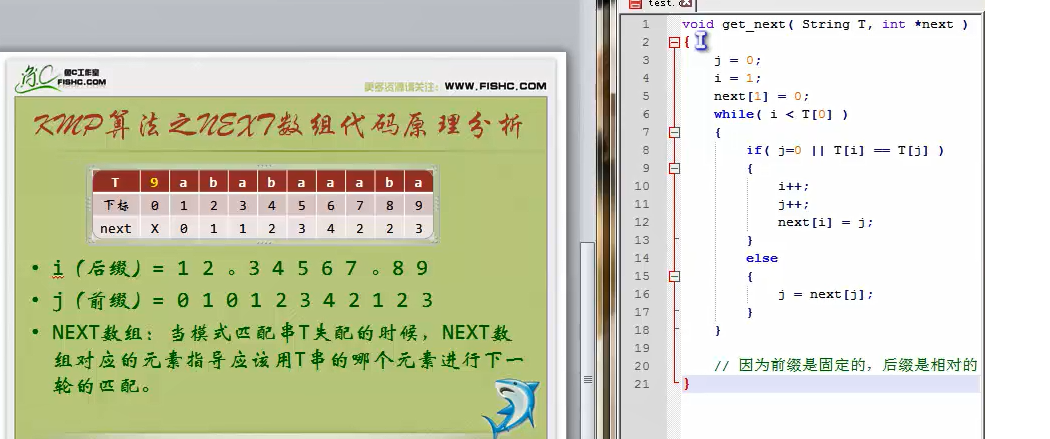 鱼C工作室
FISHC.COM
更多资源请关注: WWW.FISHC.COM
KMP算法之NEXT数组代码原理分析
T 9 a b a b a a a b a
下标 0 1 2 3 4 5 6 7 8 9
next X 0 1 1 2 3 4 2 2 3
• i(后缀)= 1 2 。3 4 5 6 7 。8 9
• j(前缀)= 0 1 0 1 2 3 4 2 1 2 3
• NEXT数组:当模式匹配串T失配的时候,NEXT数
组对应的元素指导应该用T串的哪个元素进行下一
轮的匹配。
test.
1 void get_next( String T, int *next )
2 {
3 j = 0;
4 i = 1;
5 next[1] = 0;
6 while( i < T[0] )
7 {
8 if( j=0 || T[i] == T[j] )
9 {
10 i++;
11 j++;
12 next[i] = j;
13 }
14 else
15 {
16 j = next[j];
17 }
18 }
19
20 // 因为前缀是固定的,后缀是相对的
21 }